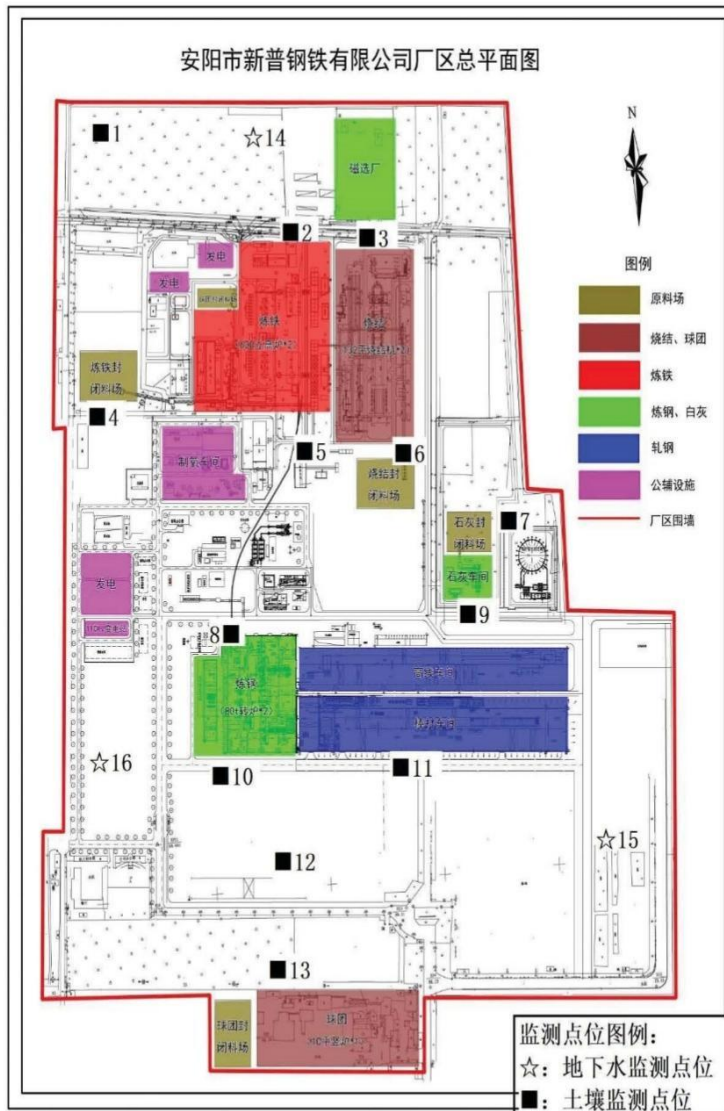 安阳市新普钢铁有限公司厂区总平面图
N
■1
☆14
磁选厂
■2
■3
发电
发电
炼铁
烧结
炼铁封
闭料场
■4
■5
■6
制氧车间
烧结封
闭料场
石灰封
闭料场
■7
石灰车间
■9
发电
■8
炼钢
棒材车间
■10
■11
☆16
☆15
■12
■13
球团封
闭料场
球团
图例
原料场
烧结、球团
炼铁
炼钢、白灰
轧钢
公辅设施
厂区围墙
监测点位图例：
☆：地下水监测点位
■：土壤监测点位